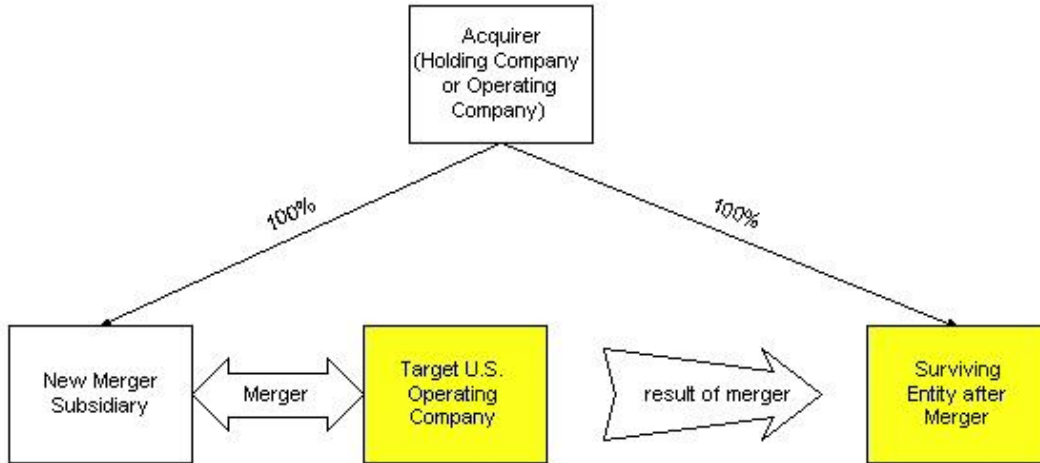 Acquirer
(Holding Company
or Operating
Company)
100%
100%
New Merger
Subsidiary
Merger
Target U.S.
Operating
Company
result of merger
Surviving
Entity after
Merger